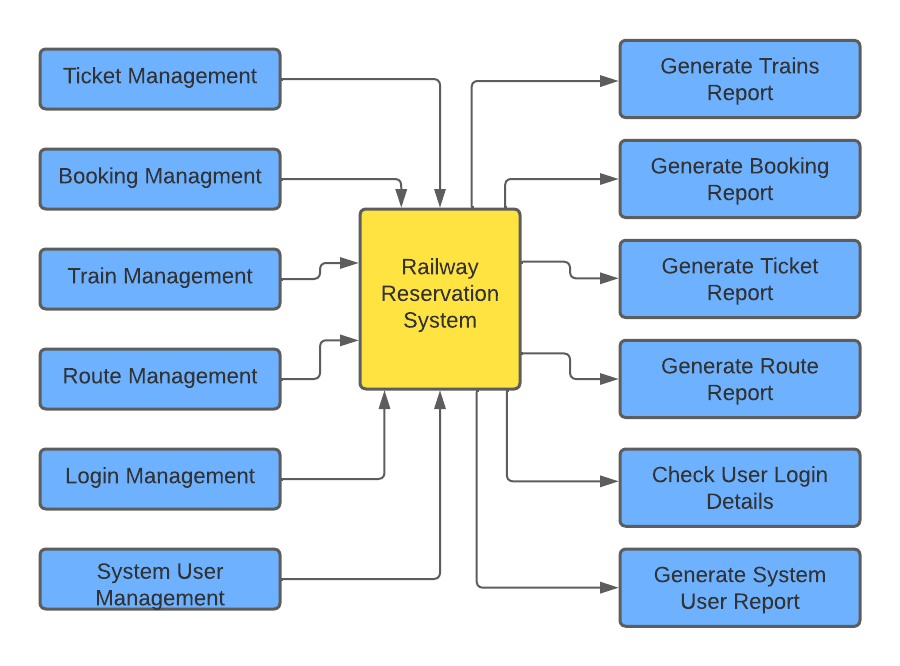 Ticket Management
Booking Managment
Train Management
Route Management
Login Management
System User
Management
Railway
Reservation
System
Generate Trains
Report
Generate Booking
Report
Generate Ticket
Report
Generate Route
Report
Check User Login
Details
Generate System
User Report